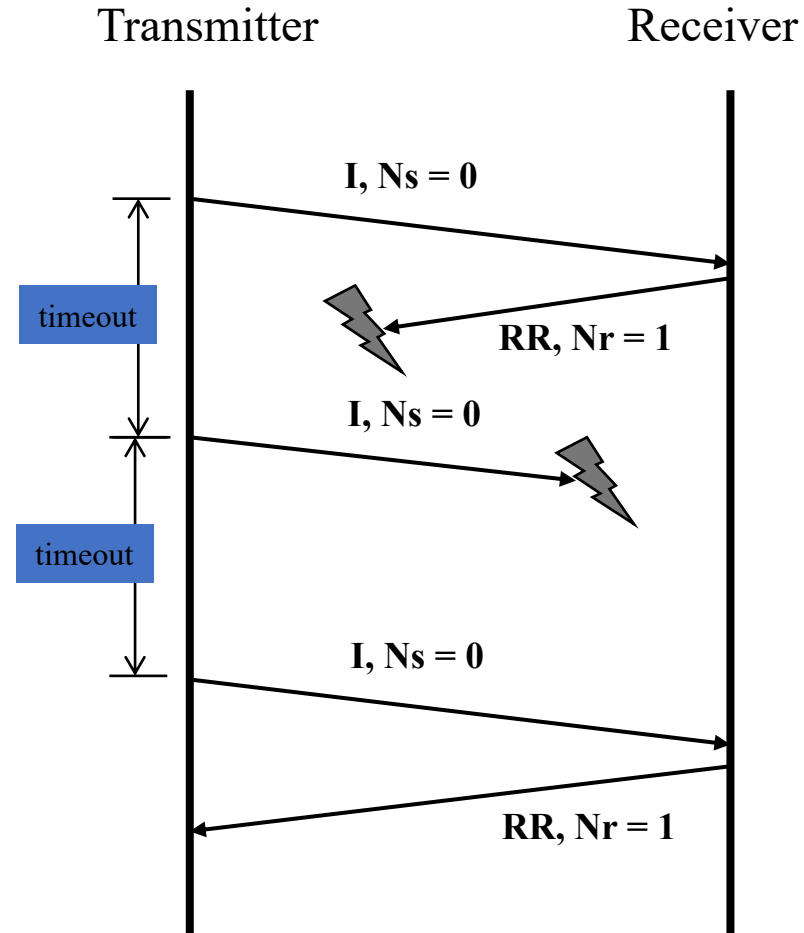 Transmitter
Receiver
I, Ns = 0
timeout
RR, Nr = 1
I, Ns = 0
timeout
I, Ns = 0
RR, Nr = 1